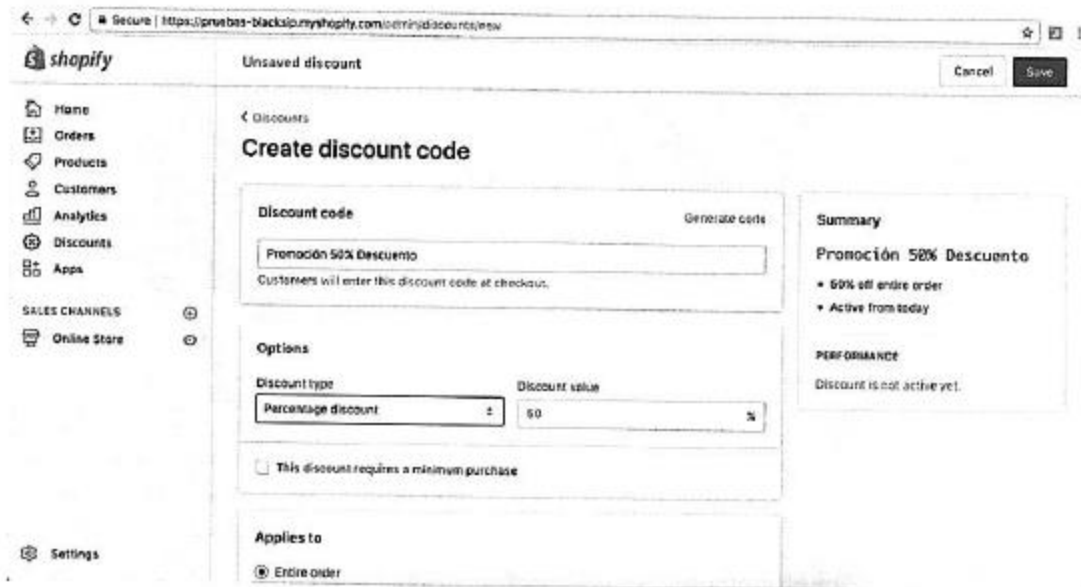 Secure | https://pruebas-blacksip.myshopify.com/admin/discounts/new
shopify
Unsaved discount
Cancel
Save
Home
Orders
Products
Customers
Analytics
Discounts
Apps
SALES CHANNELS
Online Store
Settings
Discounts
Create discount code
Discount code
Generate code
Promoción 50% Descuento
Customers will enter this discount code at checkout.
Options
Discount type
Discount value
Percentage discount
50
%
This discount requires a minimum purchase
Applies to
Entire order
Summary
Promoción 50% Descuento
• 50% off entire order
• Active from today
PERFORMANCE
Discount is not active yet.